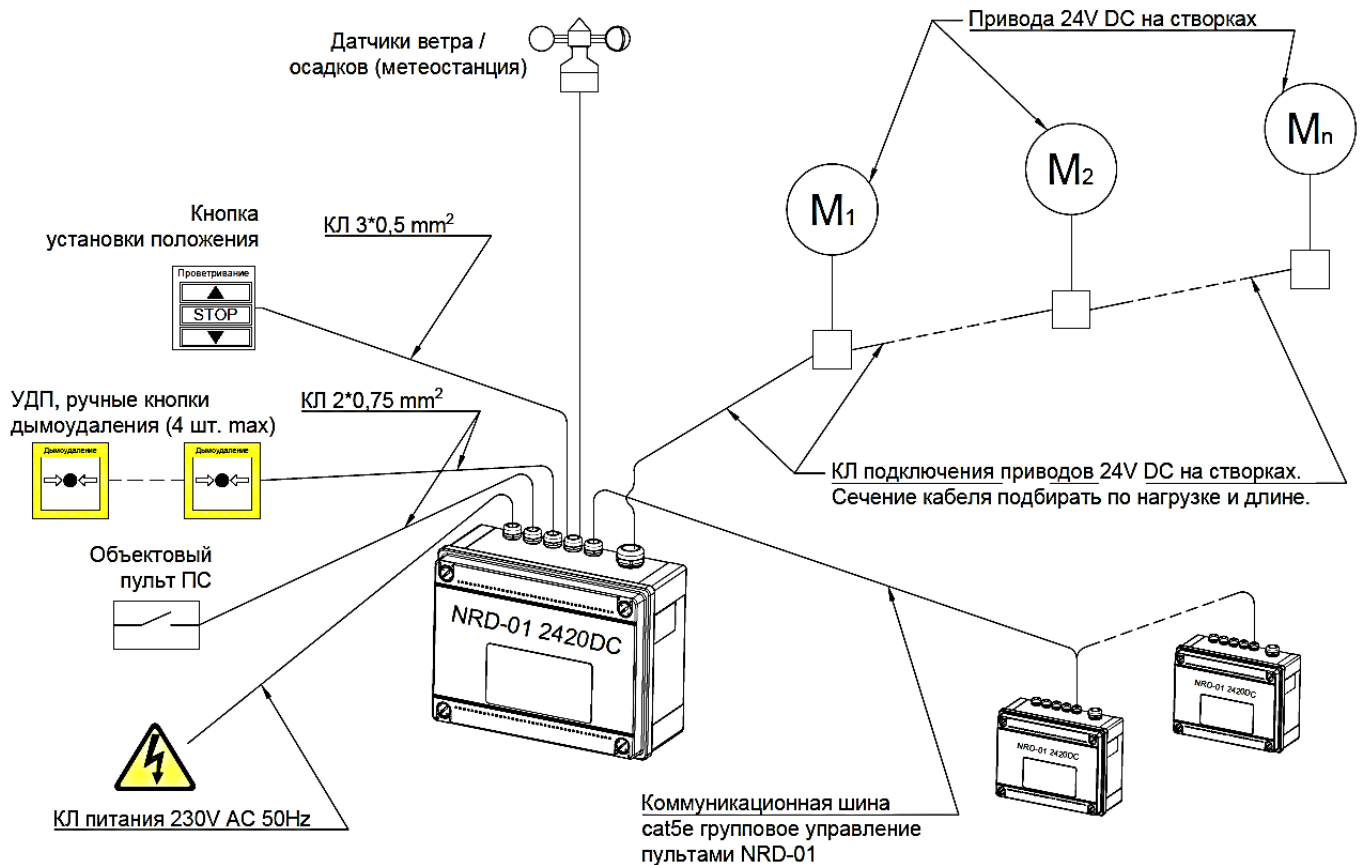 Датчики ветра /
осадков (метеостанция)
Привода 24V DC на створках
M1
M2
Mn
Кнопка
установки положения
КЛ 3*0,5 mm²
Проветривание
STOP
УДП, ручные кнопки
дымоудаления (4 шт. max)
КЛ 2*0,75 mm²
Дымоудаление
Дымоудаление
КЛ подключения приводов 24V DC на створках.
Сечение кабеля подбирать по нагрузке и длине.
Объектовый
пульт ПС
NRD-01 2420DC
NRD-01 2420DC
NRD-01 2420DC
КЛ питания 230V AC 50Hz
Коммуникационная шина
cat5e групповое управление
пультами NRD-01